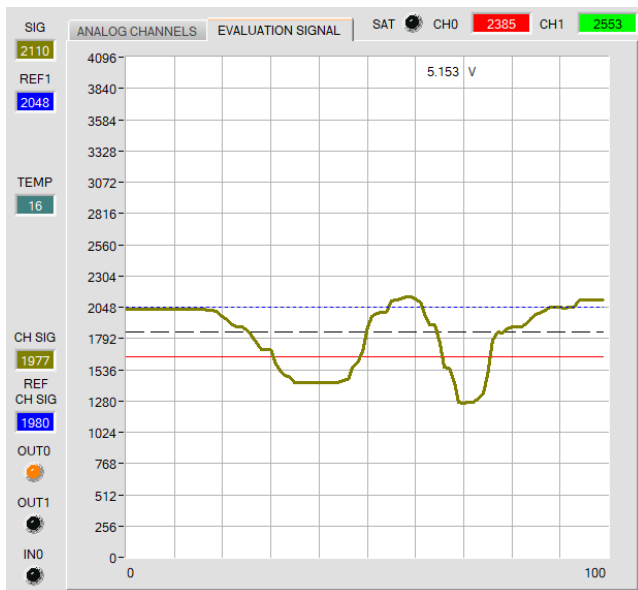 SIG
2110
REF1
2048
TEMP
16
CH SIG
1977
REF
CH SIG
1980
OUT0
OUT1
IN0
ANALOG CHANNELS
EVALUATION SIGNAL
SAT
CH0
2385
CH1
2553
5.153 V
4096
3840
3584
3328
3072
2816
2560
2304
2048
1792
1536
1280
1024
768
512
256
0
0
100